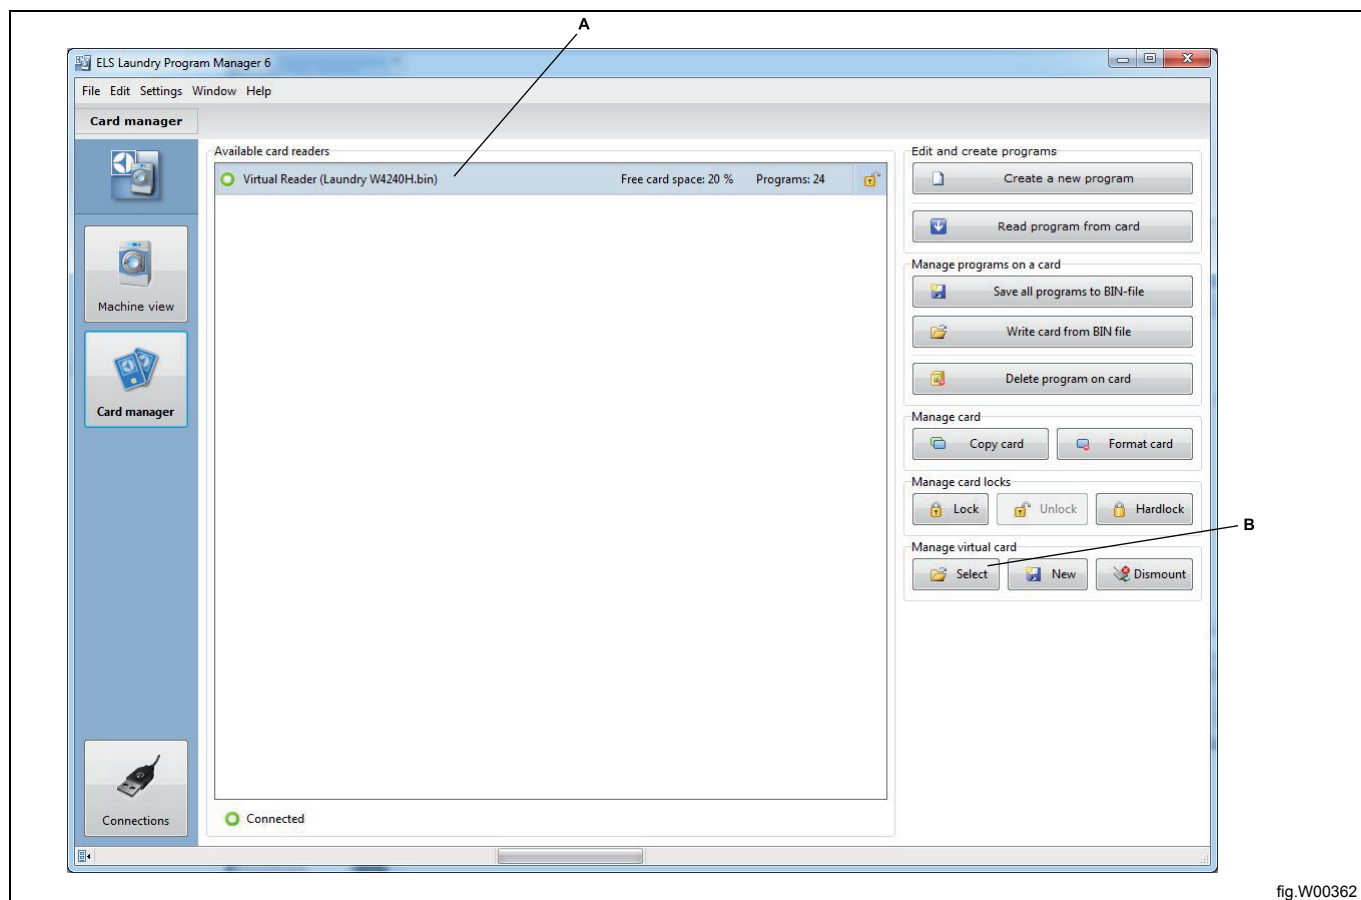 A
ELS Laundry Program Manager 6
File Edit Settings Window Help
Card manager
Available card readers
Virtual Reader (Laundry W4240H.bin) Free card space: 20 % Programs: 24
Machine view
Card manager
Connections
Connected
Edit and create programs
Create a new program
Read program from card
Manage programs on a card
Save all programs to BIN-file
Write card from BIN file
Delete program on card
Manage card
Copy card Format card
Manage card locks
Lock Unlock Hardlock
B
Manage virtual card
Select New Dismount
fig.W00362